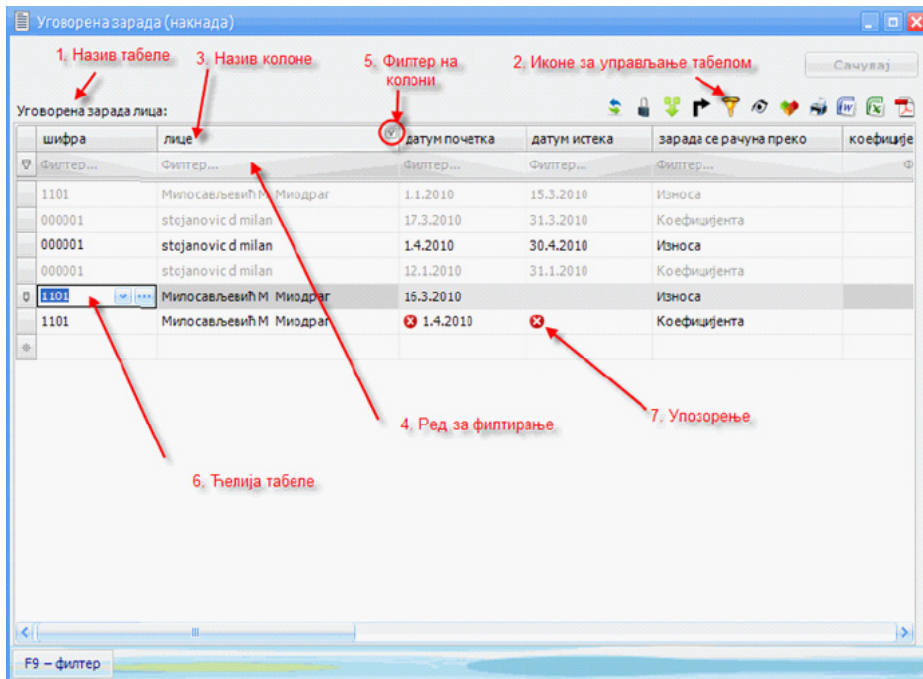 Уговорена зарада (накнада)
1. Назив табеле
3. Назив колоне
5. Филтер на колони
2. Иконе за управљање табелом
Сачувај
Уговорена зарада лица:
шифра лице датум почетка датум истека зарада се рачуна преко коефиције
Филтер... Филтер... Филтер... Филтер... Филтер... Ф
1101 Милосављевић М Миодраг 1.1.2010 15.3.2010 Износа
000001 stojanovic d milan 17.3.2010 31.3.2010 Коефицијента
000001 stojanovic d milan 1.4.2010 30.4.2010 Износа
000001 stojanovic d milan 12.1.2010 31.1.2010 Коефицијента
1101 Милосављевић М Миодраг 16.3.2010 Износа
1101 Милосављевић М Миодраг 1.4.2010 Коефицијента
4. Ред за филтирање
7. Упозорење
6. Ћелија табеле
F9 – филтер